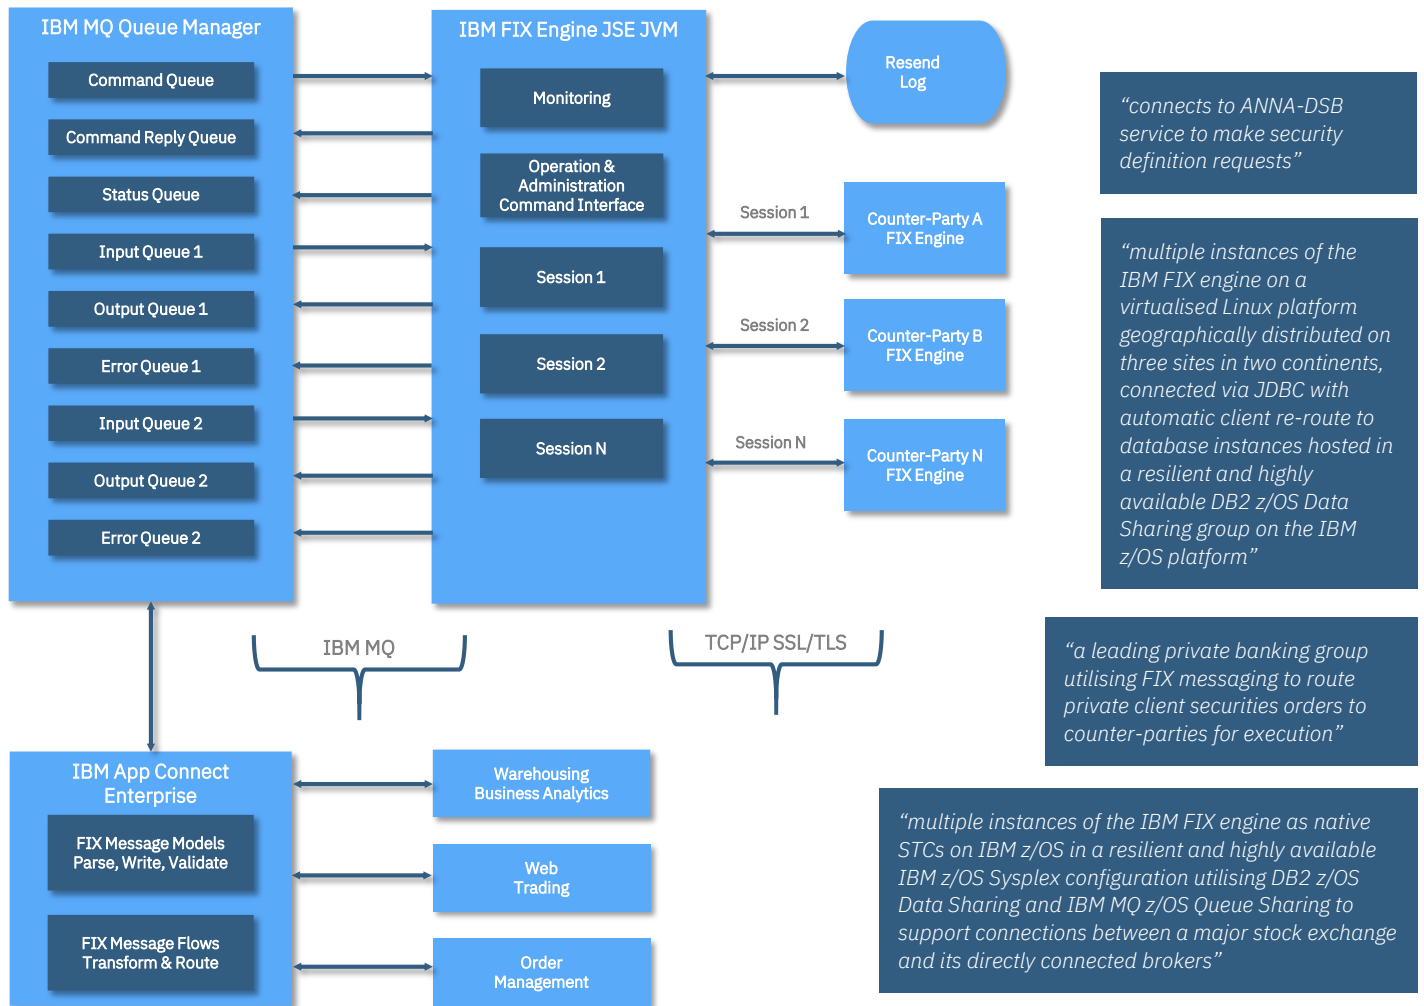 IBM MQ Queue Manager
Command Queue
Command Reply Queue
Status Queue
Input Queue 1
Output Queue 1
Error Queue 1
Input Queue 2
Output Queue 2
Error Queue 2
IBM FIX Engine JSE JVM
Monitoring
Operation &
Administration
Command Interface
Session 1
Session 2
Session N
Resend
Log
Session 1
Counter-Party A
FIX Engine
Session 2
Counter-Party B
FIX Engine
Session N
Counter-Party N
FIX Engine
IBM MQ
TCP/IP SSL/TLS
IBM App Connect
Enterprise
FIX Message Models
Parse, Write, Validate
FIX Message Flows
Transform & Route
Warehousing
Business Analytics
Web
Trading
Order
Management
“connects to ANNA-DSB
service to make security
definition requests”
“multiple instances of the
IBM FIX engine on a
virtualised Linux platform
geographically distributed on
three sites in two continents,
connected via JDBC with
automatic client re-route to
database instances hosted in
a resilient and highly
available DB2 z/OS Data
Sharing group on the IBM
z/OS platform”
“a leading private banking group
utilising FIX messaging to route
private client securities orders to
counter-parties for execution”
“multiple instances of the IBM FIX engine as native
STCs on IBM z/OS in a resilient and highly available
IBM z/OS Sysplex configuration utilising DB2 z/OS
Data Sharing and IBM MQ z/OS Queue Sharing to
support connections between a major stock exchange
and its directly connected brokers”